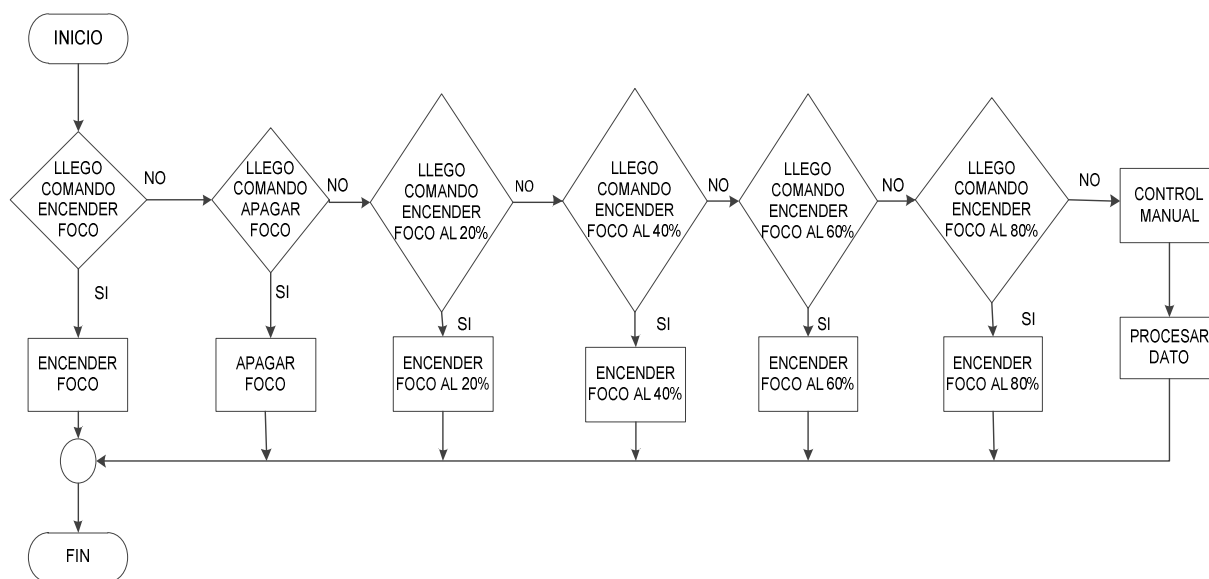 INICIO
LLEGO
COMANDO
ENCENDER
FOCO
NO
SI
ENCENDER
FOCO
LLEGO
COMANDO
APAGAR
FOCO
NO
SI
APAGAR
FOCO
LLEGO
COMANDO
ENCENDER
FOCO AL 20%
NO
SI
ENCENDER
FOCO AL 20%
LLEGO
COMANDO
ENCENDER
FOCO AL 40%
NO
SI
ENCENDER
FOCO AL 40%
LLEGO
COMANDO
ENCENDER
FOCO AL 60%
NO
SI
ENCENDER
FOCO AL 60%
LLEGO
COMANDO
ENCENDER
FOCO AL 80%
NO
SI
ENCENDER
FOCO AL 80%
CONTROL
MANUAL
PROCESAR
DATO
FIN